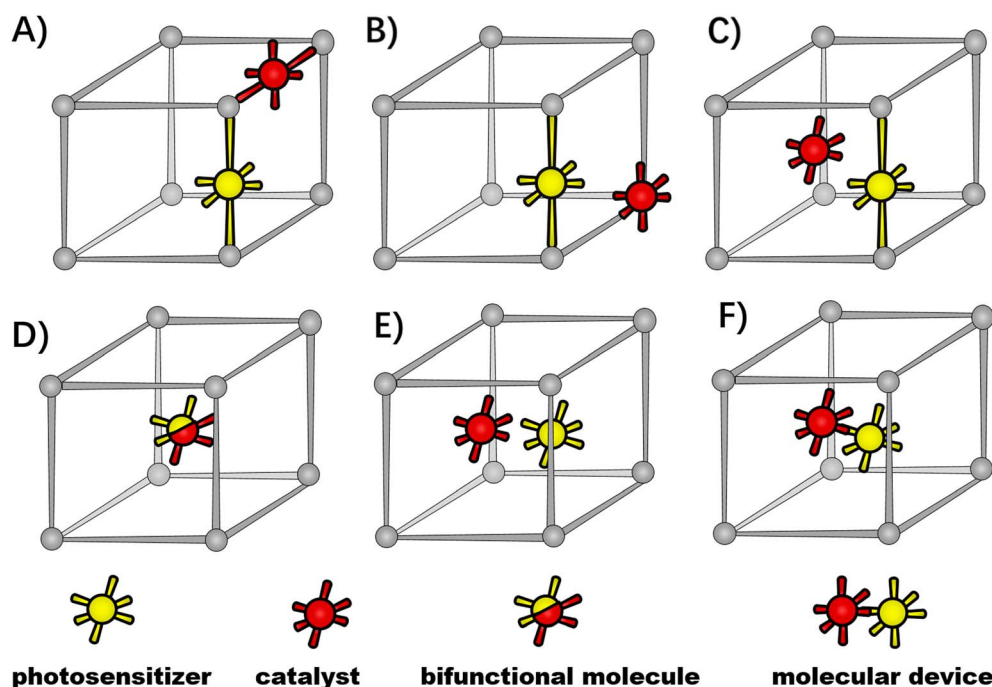 A) B) C)
D) E) F)
photosensitizer catalyst bifunctional molecule molecular device